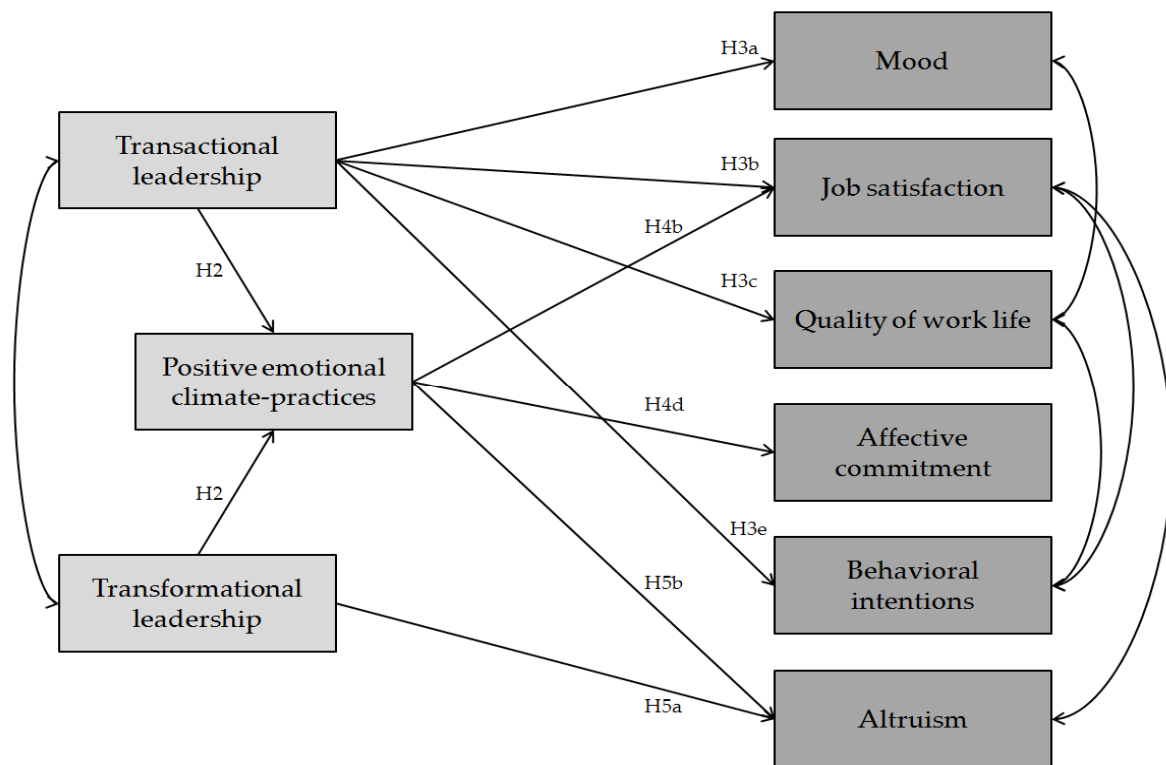 H3a
Mood
Transactional
leadership
H3b
Job satisfaction
H4b
H2
H3c
Quality of work life
Positive emotional
climate-practices
H4d
Affective
commitment
H2
H3e
Transformational
leadership
H5b
Behavioral
intentions
H5a
Altruism